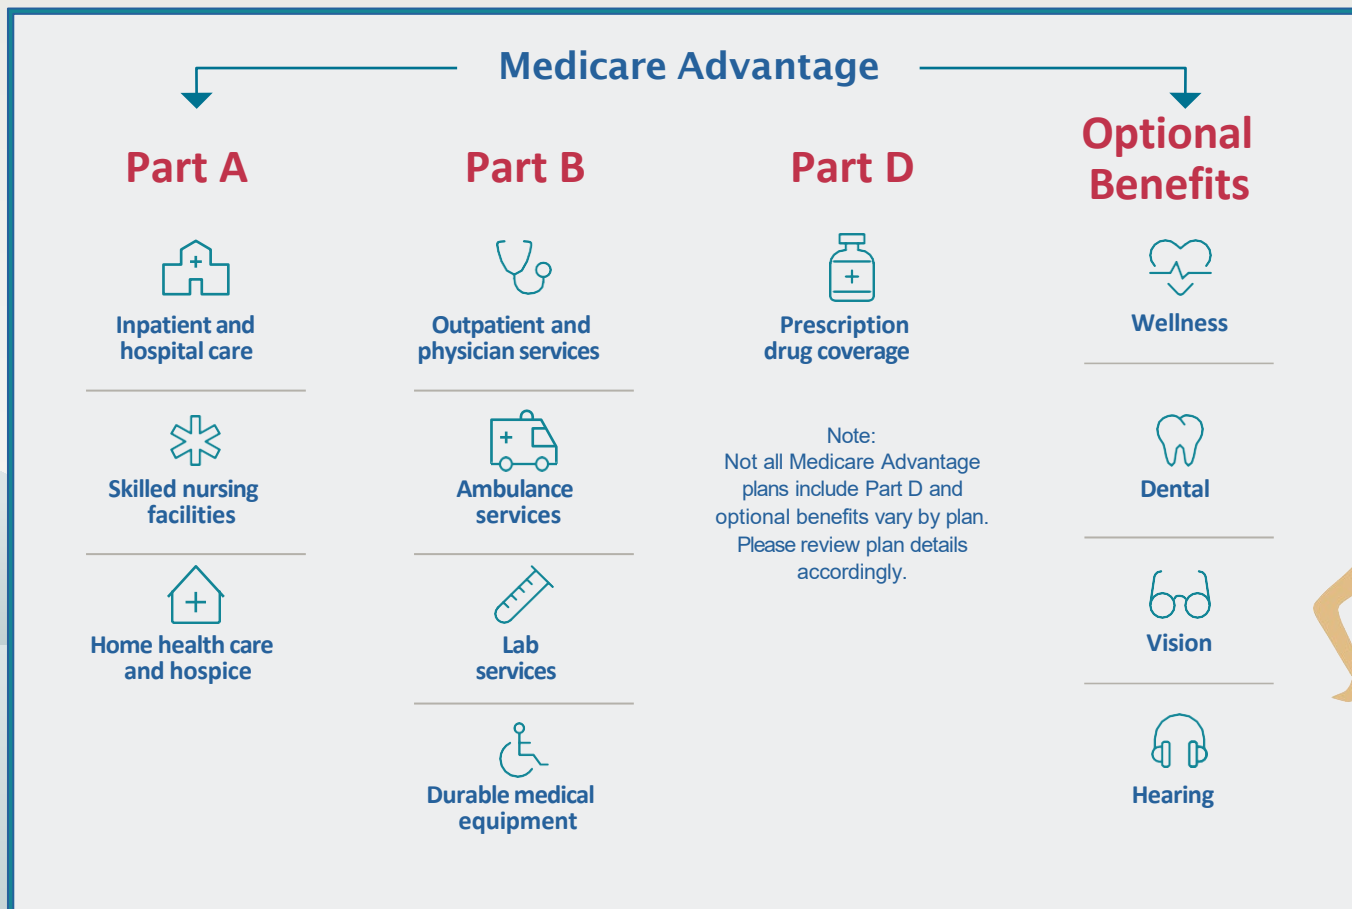 Medicare Advantage
Part A
Inpatient and
hospital care
Skilled nursing
facilities
Home health care
and hospice
Part B
Outpatient and
physician services
Ambulance
services
Lab
services
Durable medical
equipment
Part D
Prescription
drug coverage
Note:
Not all Medicare Advantage
plans include Part D and
optional benefits vary by plan.
Please review plan details
accordingly.
Optional
Benefits
Wellness
Dental
Vision
Hearing